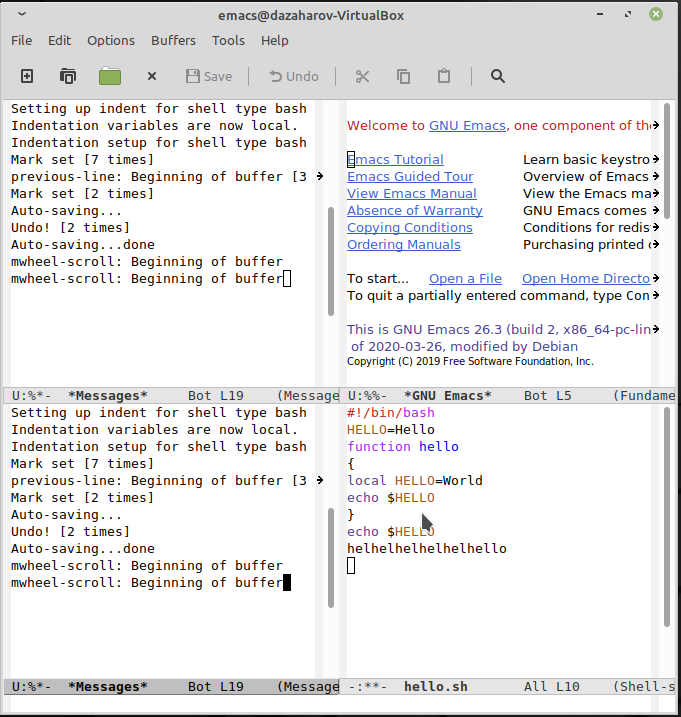 emacs@dazaharov-VirtualBox
File Edit Options Buffers Tools Help
Save Undo
Setting up indent for shell type bash
Indentation variables are now local.
Indentation setup for shell type bash
Mark set [7 times]
previous-line: Beginning of buffer [3
Mark set [2 times]
Auto-saving...
Undo! [2 times]
Auto-saving...done
mwheel-scroll: Beginning of buffer
mwheel-scroll: Beginning of buffer
U:%*- *Messages* Bot L19 (Message
Welcome to GNU Emacs, one component of the
Emacs Tutorial Learn basic keystro
Emacs Guided Tour Overview of Emacs
View Emacs Manual View the Emacs ma
Absence of Warranty GNU Emacs comes
Copying Conditions Conditions for redis
Ordering Manuals Purchasing printed
To start... Open a File Open Home Directo
To quit a partially entered command, type Con
This is GNU Emacs 26.3 (build 2, x86_64-pc-lin
of 2020-03-26, modified by Debian
Copyright (C) 2019 Free Software Foundation, Inc.
U:%%- *GNU Emacs* Bot L5 (Fundame
Setting up indent for shell type bash
Indentation variables are now local.
Indentation setup for shell type bash
Mark set [7 times]
previous-line: Beginning of buffer [3
Mark set [2 times]
Auto-saving...
Undo! [2 times]
Auto-saving...done
mwheel-scroll: Beginning of buffer
mwheel-scroll: Beginning of buffer
U:%*- *Messages* Bot L19 (Message
#!/bin/bash
HELLO=Hello
function hello
{
local HELLO=World
echo $HELLO
}
echo $HELLO
helhelhelhelhelhello
-:**- hello.sh All L10 (Shell-s